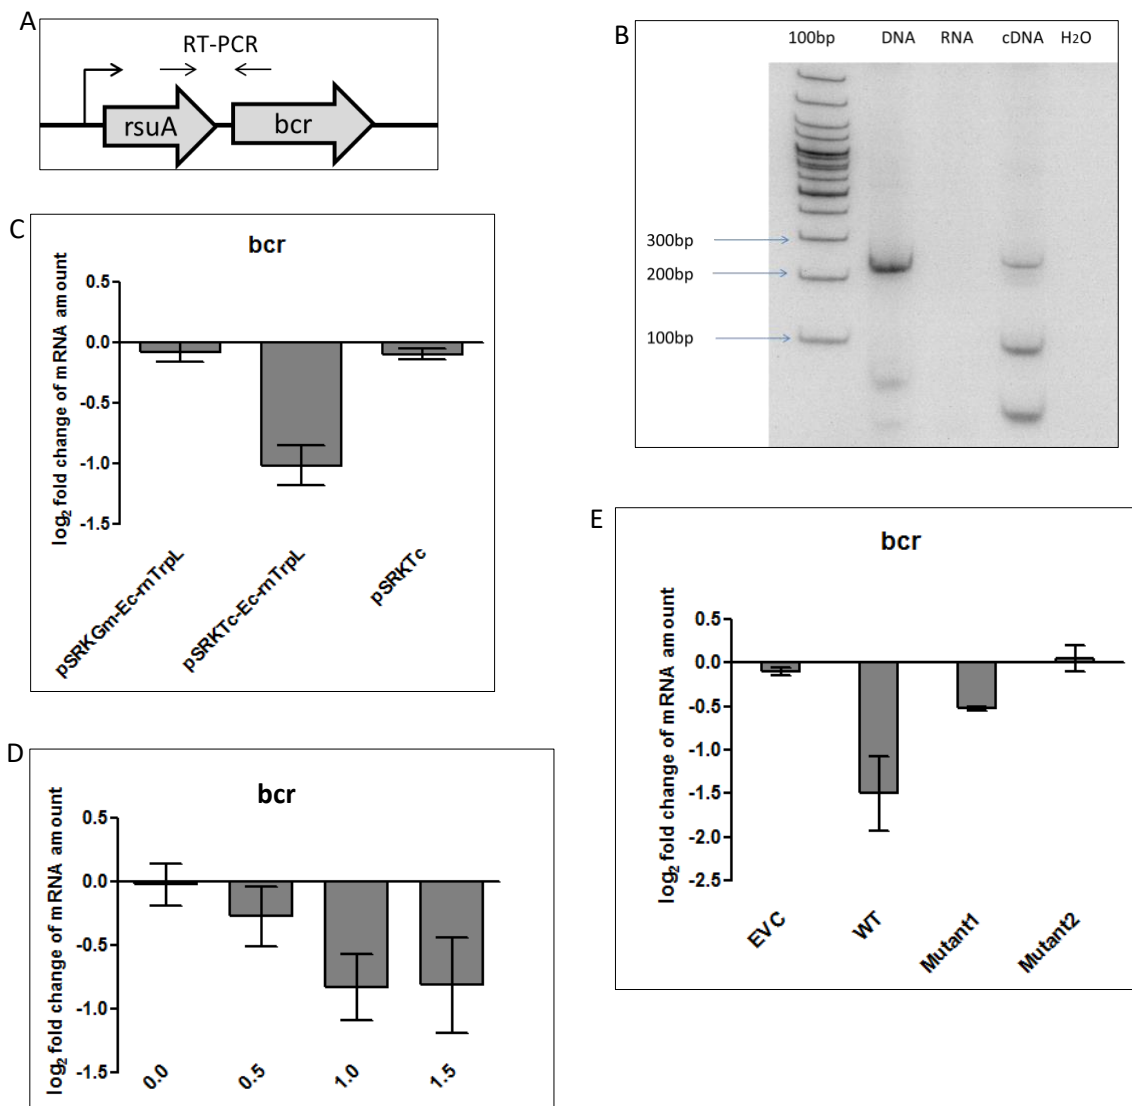 A
RT-PCR
rsuA
bcr
B
100bp
DNA
RNA
cDNA
H2O
300bp
200bp
100bp
C
bcr
log2 fold change of mRNA amount
0.5
0.0
-0.5
-1.0
-1.5
pSRKGm-Ec-rnTrpL
pSRKTc-Ec-rnTrpL
pSRKTc
D
bcr
log2 fold change of mRNA amount
0.5
0.0
-0.5
-1.0
-1.5
0.0
0.5
1.0
1.5
E
bcr
log2 fold change of mRNA amount
0.5
0.0
-0.5
-1.0
-1.5
-2.0
-2.5
EVC
WT
Mutant1
Mutant2